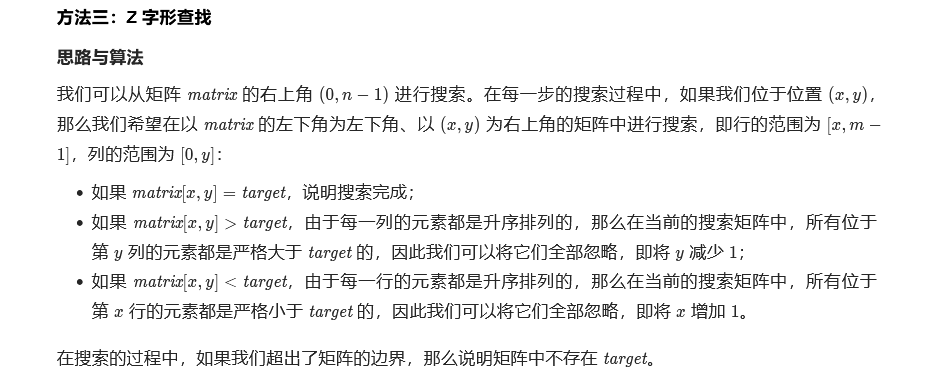 方法三：Z 字形查找
思路与算法
我们可以从矩阵 matrix 的右上角 (0, n − 1) 进行搜索。在每一步的搜索过程中，如果我们位于位置 (x, y)，
那么我们希望在以 matrix 的左下角为左下角、以 (x, y) 为右上角的矩阵中进行搜索，即行的范围为 [x, m −
1]，列的范围为 [0, y]：
• 如果 matrix[x, y] = target，说明搜索完成；
• 如果 matrix[x, y] > target，由于每一列的元素都是升序排列的，那么在当前的搜索矩阵中，所有位于
第 y 列的元素都是严格大于 target 的，因此我们可以将它们全部忽略，即将 y 减少 1；
• 如果 matrix[x, y] < target，由于每一行的元素都是升序排列的，那么在当前的搜索矩阵中，所有位于
第 x 行的元素都是严格小于 target 的，因此我们可以将它们全部忽略，即将 x 增加 1。
在搜索的过程中，如果我们超出了矩阵的边界，那么说明矩阵中不存在 target。